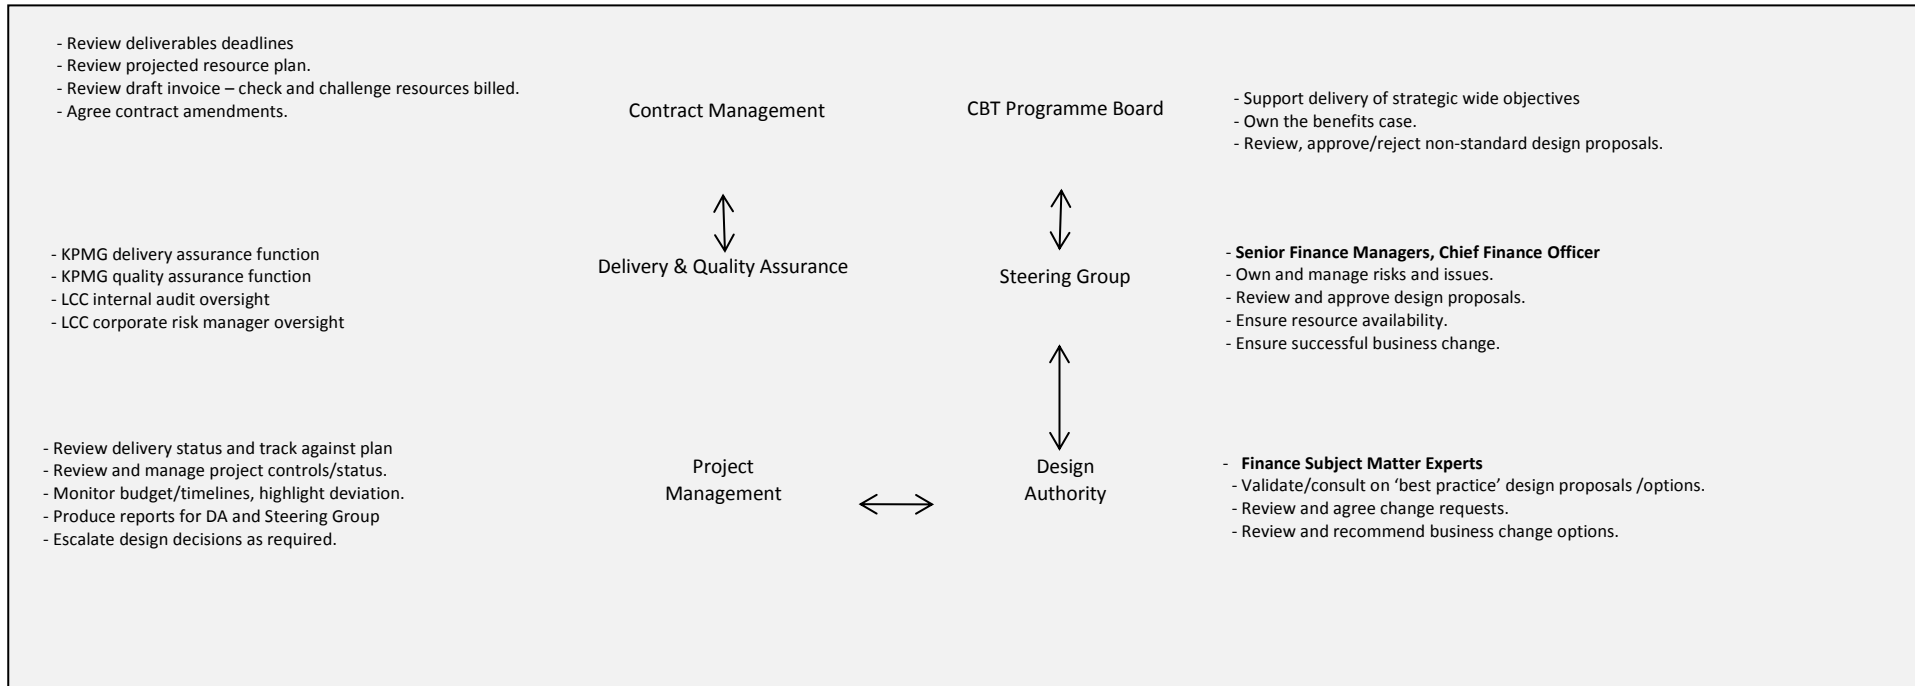 - Review deliverables deadlines
- Review projected resource plan.
- Review draft invoice – check and challenge resources billed.
- Agree contract amendments.
Contract Management
CBT Programme Board
- Support delivery of strategic wide objectives
- Own the benefits case.
- Review, approve/reject non-standard design proposals.
- KPMG delivery assurance function
- KPMG quality assurance function
- LCC internal audit oversight
- LCC corporate risk manager oversight
Delivery & Quality Assurance
Steering Group
- Senior Finance Managers, Chief Finance Officer
- Own and manage risks and issues.
- Review and approve design proposals.
- Ensure resource availability.
- Ensure successful business change.
- Review delivery status and track against plan
- Review and manage project controls/status.
- Monitor budget/timelines, highlight deviation.
- Produce reports for DA and Steering Group
- Escalate design decisions as required.
Project
Management
Design
Authority
- Finance Subject Matter Experts
- Validate/consult on ‘best practice’ design proposals /options.
- Review and agree change requests.
- Review and recommend business change options.